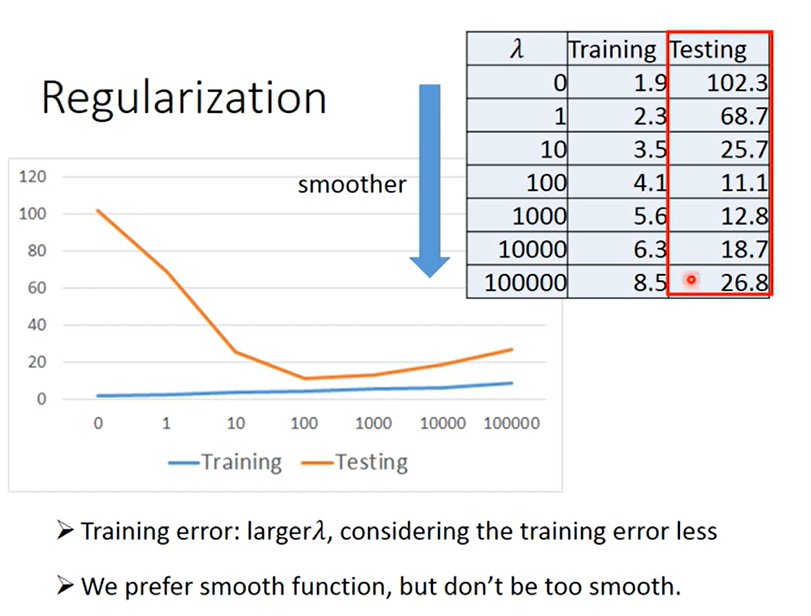 Regularization
λ Training Testing
0 1.9 102.3
1 2.3 68.7
10 3.5 25.7
100 4.1 11.1
1000 5.6 12.8
10000 6.3 18.7
100000 8.5 26.8
smoother
120
100
80
60
40
20
0
0 1 10 100 1000 10000 100000
Training Testing
➢ Training error: largerλ, considering the training error less
➢ We prefer smooth function, but don’t be too smooth.